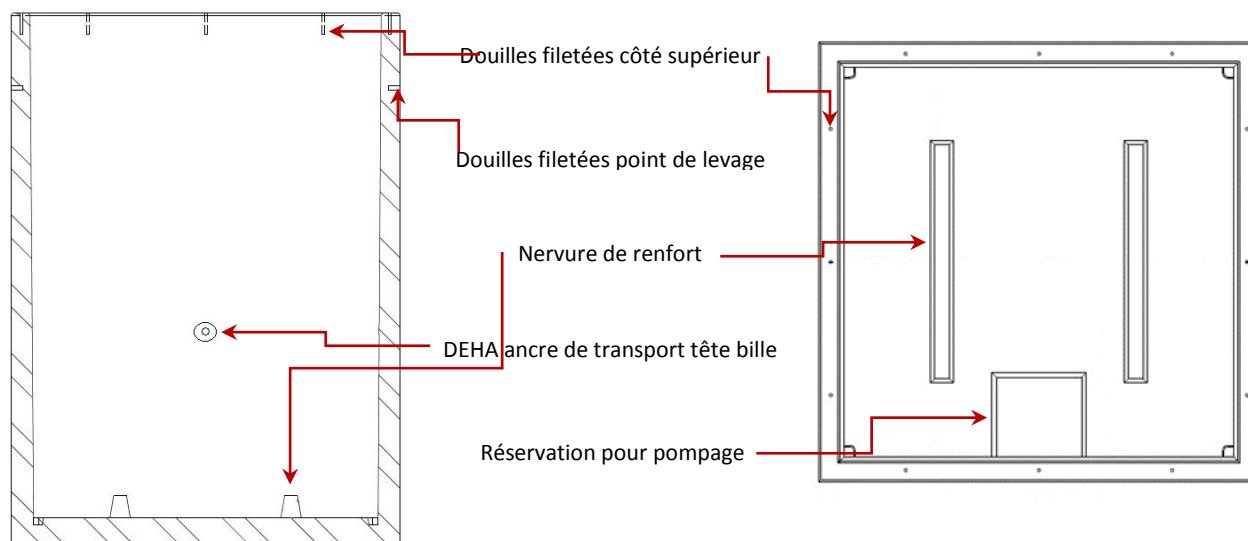 Douilles filetées côté supérieur
Douilles filetées point de levage
Nervure de renfort
DEHA ancre de transport tête bille
Réservation pour pompage